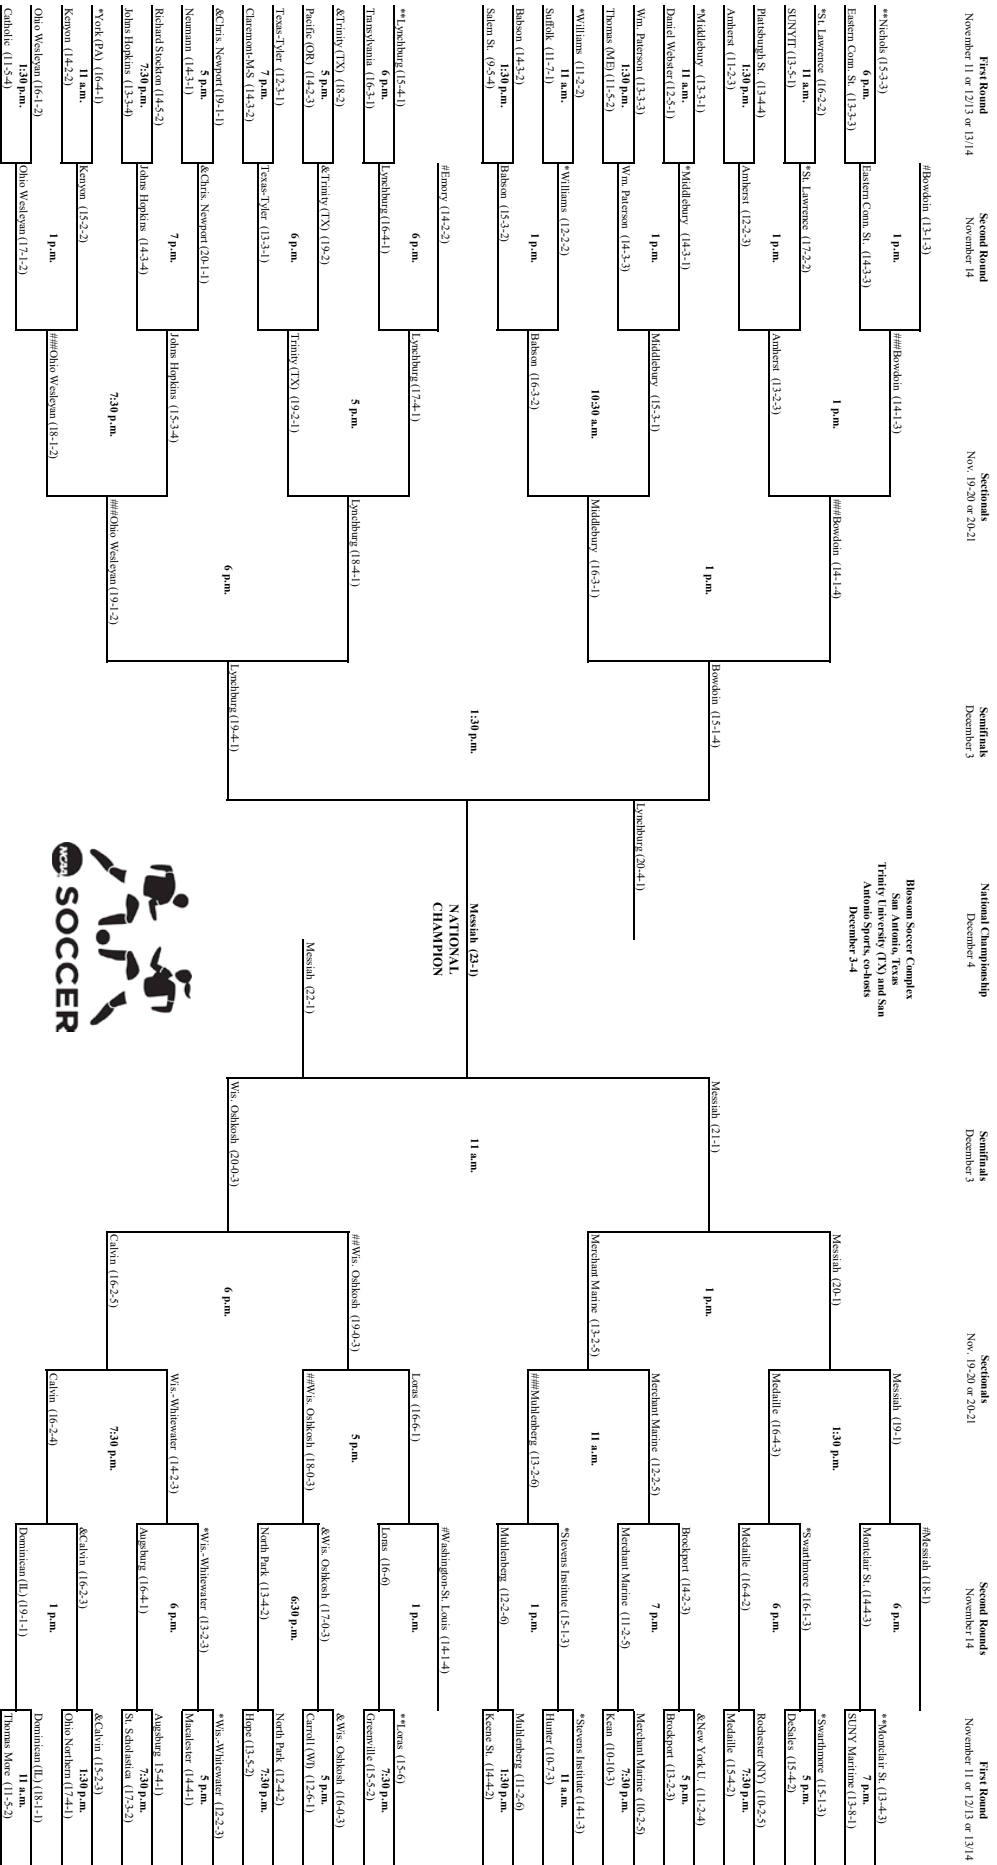 First Round
November 11 or 12/13 or 13/14
Second Round
November 14
Sectionals
Nov. 19-20 or 20-21
Semifinals
December 3
National Championship
December 4
Semifinals
December 3
Sectionals
Nov. 19-20 or 20-21
Second Rounds
November 14
First Round
November 11 or 12/13 or 13/14
**Nichols (15-3-3)
6 p.m.
Eastern Conn. St. (13-3-3)
*St. Lawrence (16-2-2)
11 a.m.
SUNYIT (13-5-1)
Plattsburgh St. (13-4-4)
1:30 p.m.
Amherst (11-2-3)
*Middlebury (13-3-1)
11 a.m.
Daniel Webster (12-5-1)
Wm. Paterson (13-3-3)
1:30 p.m.
Thomas (ME) (11-5-2)
*Williams (11-2-2)
11 a.m.
Suffolk (11-7-1)
Babson (14-3-2)
1:30 p.m.
Salem St. (9-5-4)
**Lynchburg (15-4-1)
6 p.m.
Transylvania (16-3-1)
&Trinity (TX) (18-2)
5 p.m.
Pacific (OR) (14-2-3)
Texas-Tyler (12-3-1)
7 p.m.
Claremont-M-S (14-3-2)
&Chris. Newport (19-1-1)
5 p.m.
Neumann (14-3-1)
Richard Stockton (14-5-2)
7:30 p.m.
Johns Hopkins (13-3-4)
*York (PA) (16-4-1)
11 a.m.
Kenyon (14-2-2)
Ohio Wesleyan (16-1-2)
1:30 p.m.
Catholic (11-5-4)
#Bowdoin (13-1-3)
1 p.m.
Eastern Conn. St. (14-3-3)
*St. Lawrence (17-2-2)
1 p.m.
Amherst (12-2-3)
*Middlebury (14-3-1)
1 p.m.
Wm. Paterson (14-3-3)
*Williams (12-2-2)
1 p.m.
Babson (15-3-2)
#Emory (14-2-2)
6 p.m.
Lynchburg (16-4-1)
&Trinity (TX) (19-2)
6 p.m.
Texas-Tyler (13-3-1)
&Chris. Newport (20-1-1)
7 p.m.
Johns Hopkins (14-3-4)
Kenyon (15-2-2)
1 p.m.
Ohio Wesleyan (17-1-2)
###Bowdoin (14-1-3)
1 p.m.
Amherst (13-2-3)
Middlebury (15-3-1)
10:30 a.m.
Babson (16-3-2)
Lynchburg (17-4-1)
5 p.m.
Trinity (TX) (19-2-1)
Johns Hopkins (15-3-4)
7:30 p.m.
###Ohio Wesleyan (18-1-2)
###Bowdoin (14-1-4)
1 p.m.
Middlebury (16-3-1)
Lynchburg (18-4-1)
6 p.m.
###Ohio Wesleyan (19-1-2)
Bowdoin (15-1-4)
1:30 p.m.
Lynchburg (19-4-1)
Blossom Soccer Complex
San Antonio, Texas
Trinity University (TX) and San
Antonio Sports, co-hosts
December 3-4
Lynchburg (20-4-1)
Messiah (23-1)
NATIONAL
CHAMPION
Messiah (22-1)
NCAA SOCCER
Messiah (21-1)
11 a.m.
Wis. Oshkosh (20-0-3)
Messiah (20-1)
1 p.m.
Merchant Marine (13-2-5)
##Wis. Oshkosh (19-0-3)
6 p.m.
Calvin (16-2-5)
Messiah (19-1)
1:30 p.m.
Medaille (16-4-3)
Merchant Marine (12-2-5)
11 a.m.
###Muhlenberg (13-2-6)
Loras (16-6-1)
5 p.m.
##Wis. Oshkosh (18-0-3)
Wis.-Whitewater (14-2-3)
7:30 p.m.
Calvin (16-2-4)
#Messiah (18-1)
6 p.m.
Montclair St. (14-4-3)
*Swarthmore (16-1-3)
6 p.m.
Medaille (16-4-2)
Brockport (14-2-3)
7 p.m.
Merchant Marine (11-2-5)
*Stevens Institute (15-1-3)
1 p.m.
Muhlenberg (12-2-6)
#Washington-St. Louis (14-1-4)
1 p.m.
Loras (16-6)
&Wis. Oshkosh (17-0-3)
6:30 p.m.
North Park (13-4-2)
*Wis.-Whitewater (13-2-3)
6 p.m.
Augsburg (16-4-1)
&Calvin (16-2-3)
1 p.m.
Dominican (IL) (19-1-1)
**Montclair St. (13-4-3)
7 p.m.
SUNY Maritime (13-8-1)
*Swarthmore (15-1-3)
5 p.m.
DeSales (15-4-2)
Rochester (NY) (10-2-5)
7:30 p.m.
Medaille (15-4-2)
&New York U. (11-2-4)
5 p.m.
Brockport (13-2-3)
Merchant Marine (10-2-5)
7:30 p.m.
Kean (10-10-3)
*Stevens Institute (14-1-3)
11 a.m.
Hunter (10-7-3)
Muhlenberg (11-2-6)
1:30 p.m.
Keene St. (14-4-2)
**Loras (15-6)
7:30 p.m.
Greenville (15-5-2)
&Wis. Oshkosh (16-0-3)
5 p.m.
Carroll (WI) (12-6-1)
North Park (12-4-2)
7:30 p.m.
Hope (13-5-2)
*Wis.-Whitewater (12-2-3)
5 p.m.
Macalester (14-4-1)
Augsburg 15-4-1)
7:30 p.m.
St. Scholastica (17-3-2)
&Calvin (15-2-3)
1:30 p.m.
Ohio Northern (17-4-1)
Dominican (IL) (18-1-1)
11 a.m.
Thomas More (11-5-2)